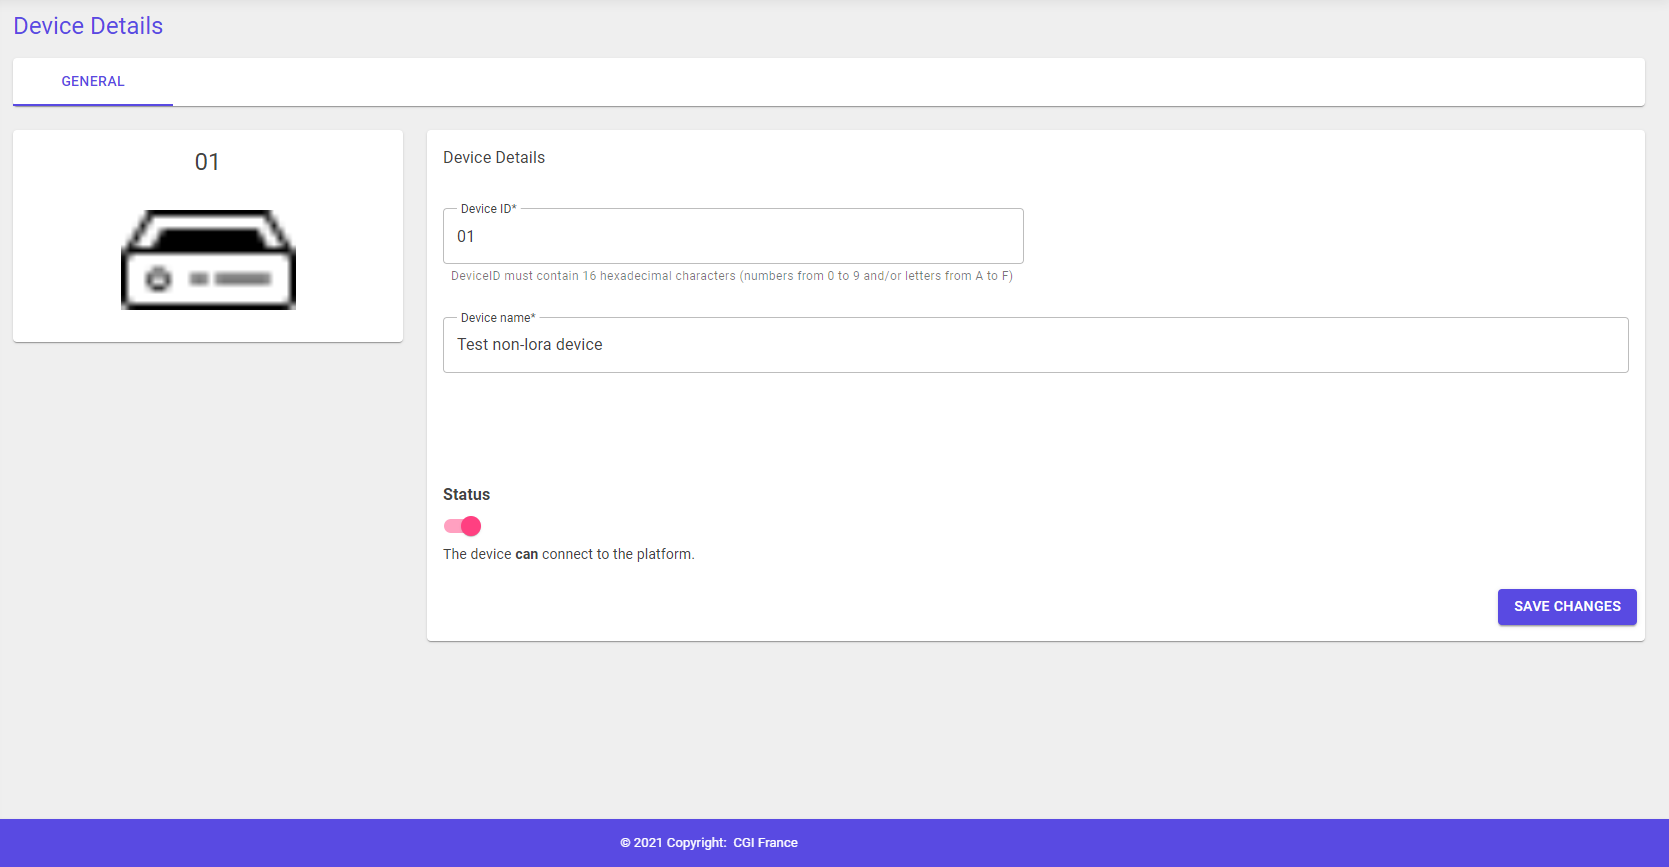 Device Details
GENERAL
01
Device Details
Device ID*
01
DeviceID must contain 16 hexadecimal characters (numbers from 0 to 9 and/or letters from A to F)
Device name*
Test non-lora device
Status
The device can connect to the platform.
SAVE CHANGES
© 2021 Copyright: CGI France